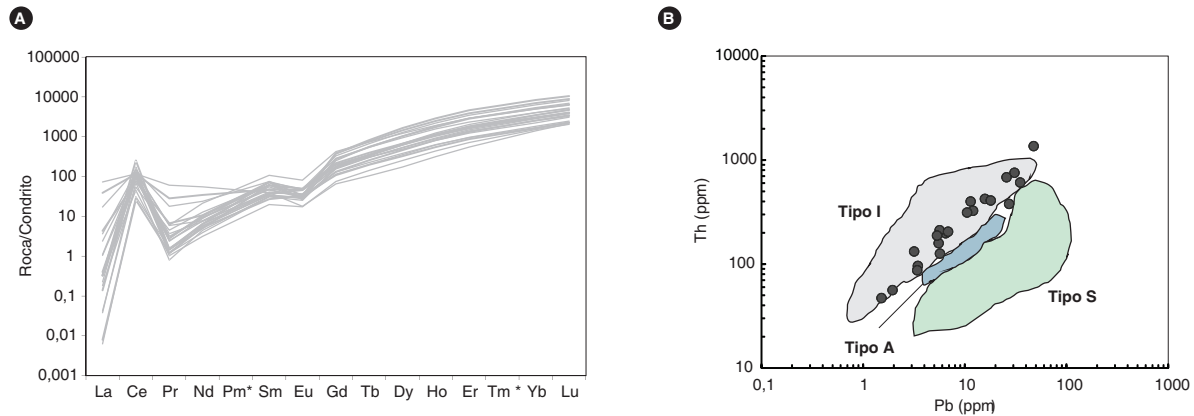 A
100000
10000
1000
100
10
1
0,1
0,01
0,001
Roca/Condrito
La Ce Pr Nd Pm* Sm Eu Gd Tb Dy Ho Er Tm * Yb Lu
B
10000
1000
100
10
Th (ppm)
Tipo I
Tipo S
Tipo A
0,1 1 10 100 1000
Pb (ppm)